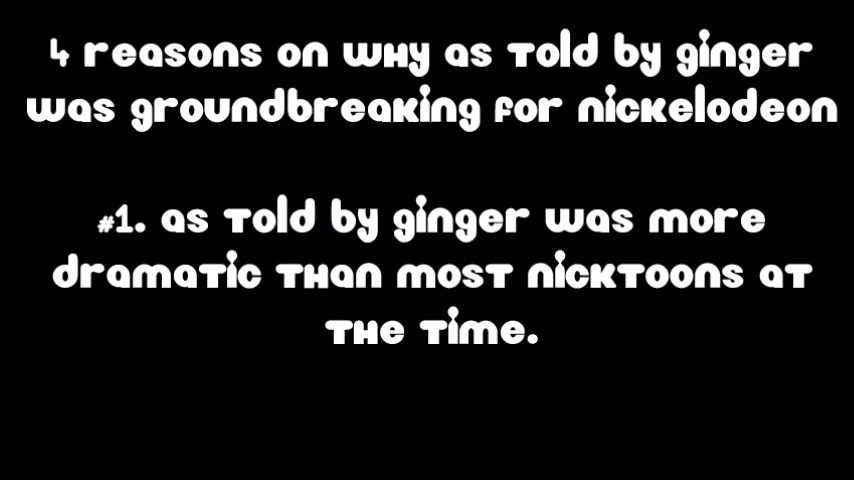 4 reasons on why as told by ginger
was groundbreaking for nickelodeon
#1. as told by ginger was more
dramatic than most nicktoons at
the time.